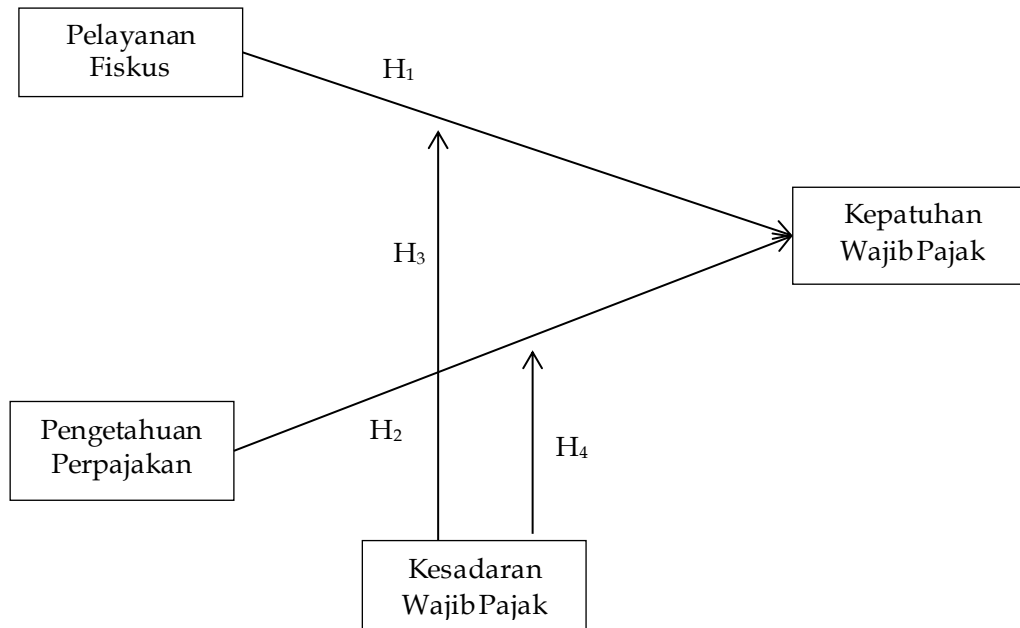 Pelayanan
Fiskus
H₁
Kepatuhan
Wajib Pajak
H₃
Pengetahuan
Perpajakan
H₂
H₄
Kesadaran
Wajib Pajak